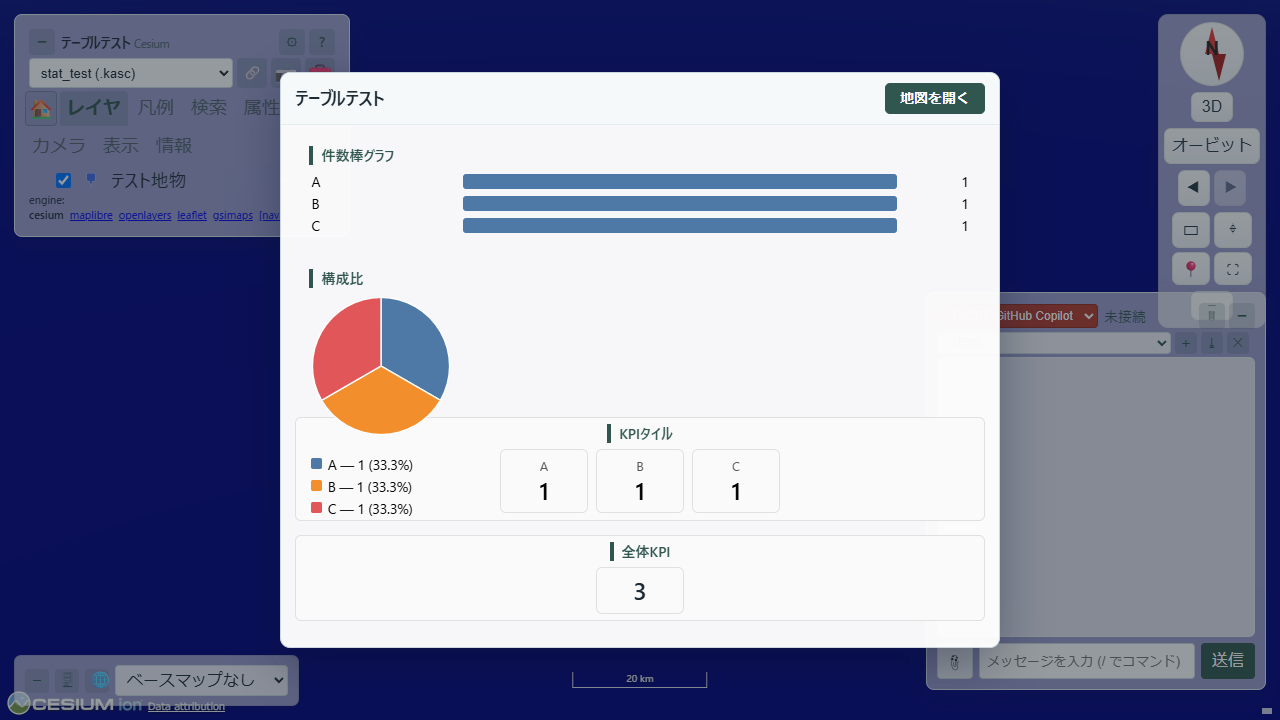 テーブルテスト Cesium
?
stat_test (.kasc)
レイヤ 凡例 検索 属性
カメラ 表示 情報
テスト地物
engine:
cesium maplibre openlayers leaflet gsimaps
テーブルテスト
地図を開く
件数棒グラフ
A 1
B 1
C 1
構成比
A — 1 (33.3%)
B — 1 (33.3%)
C — 1 (33.3%)
KPIタイル
A B C
1 1 1
全体KPI
3
N
3D
オービット
GitHub Copilot 未接続
メッセージを入力 (/ でコマンド) 送信
ベースマップなし
CESIUM ion Data attribution
20 km